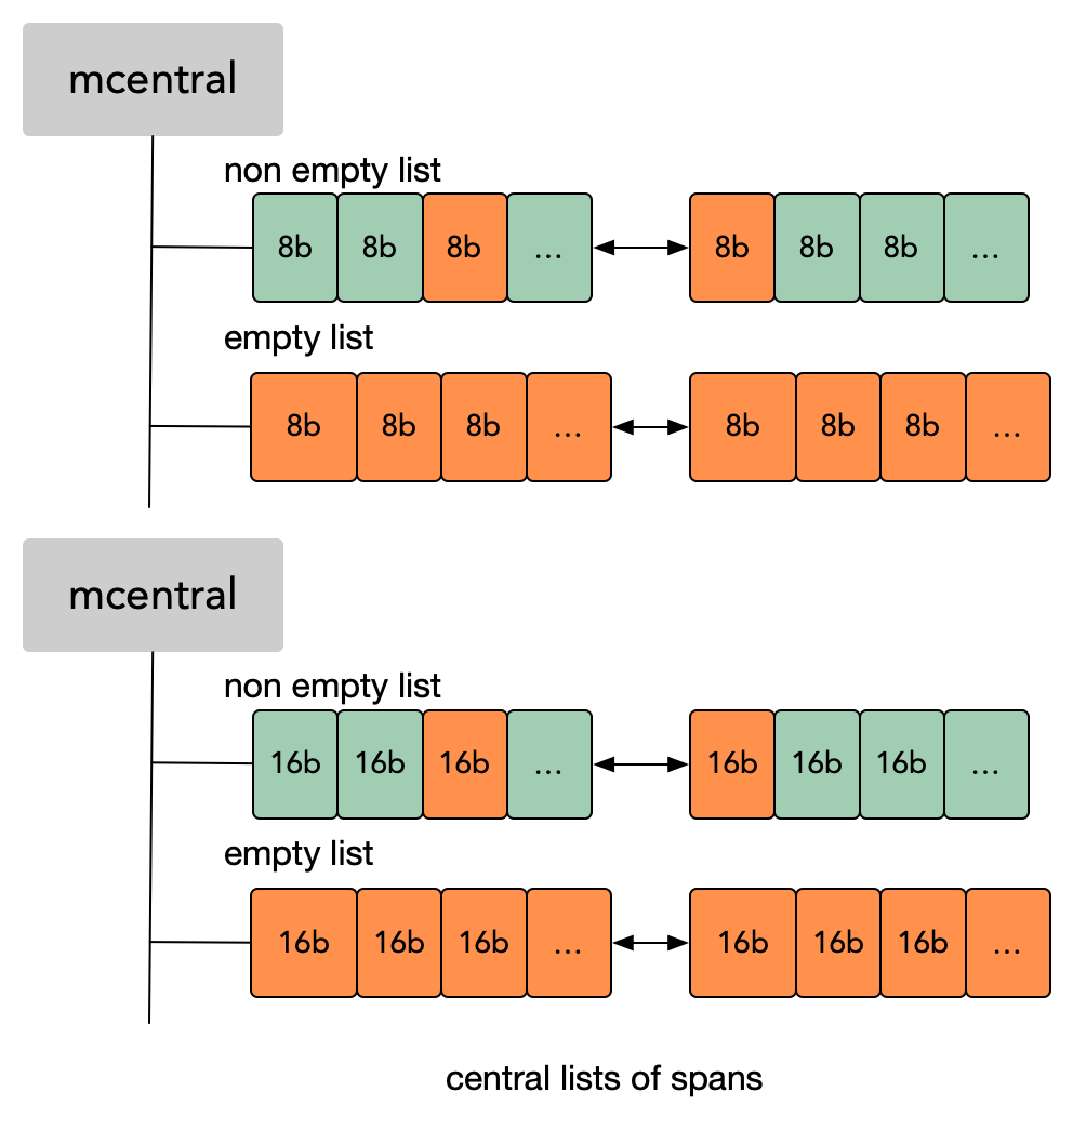 mcentral
non empty list
8b 8b 8b ... 8b 8b 8b ...
empty list
8b 8b 8b ... 8b 8b 8b ...
mcentral
non empty list
16b 16b 16b ... 16b 16b 16b ...
empty list
16b 16b 16b ... 16b 16b 16b ...
central lists of spans